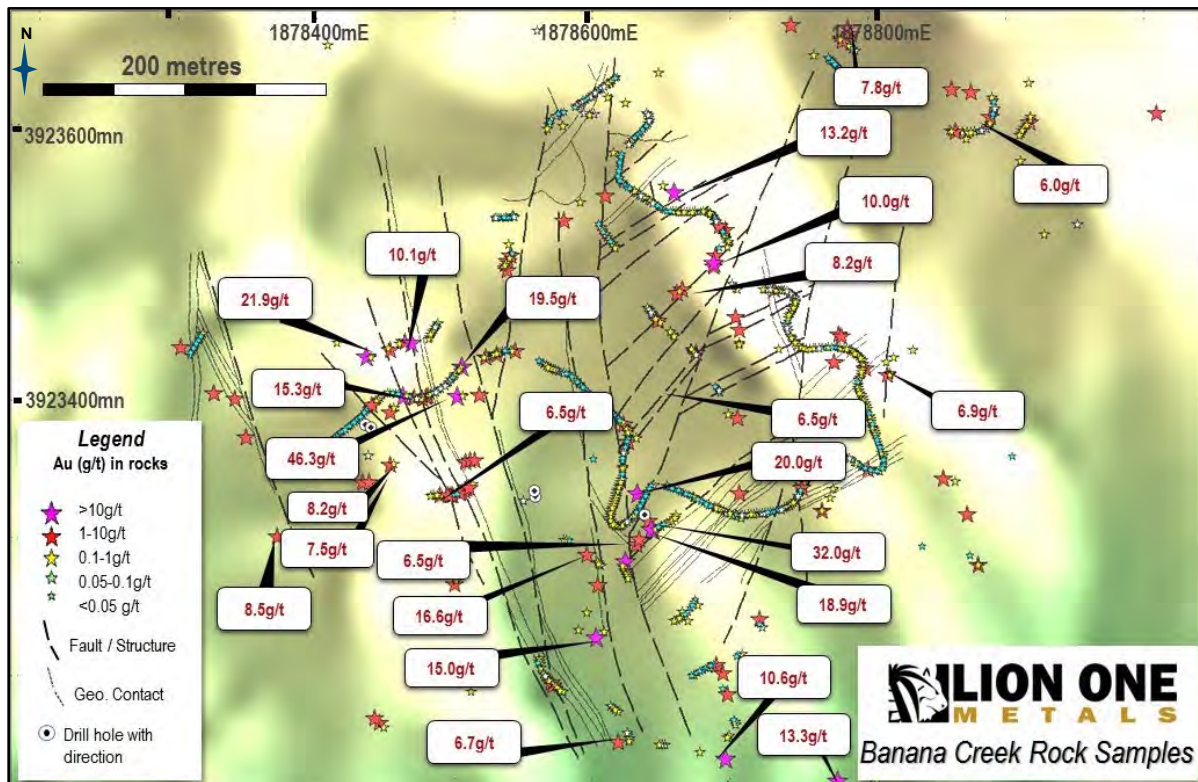 N
1878400mE
1878600mE
1878800mE
200 metres
3923600mn
3923400mn
7.8g/t
13.2g/t
6.0g/t
10.0g/t
10.1g/t
8.2g/t
21.9g/t
19.5g/t
15.3g/t
6.5g/t
6.5g/t
6.9g/t
46.3g/t
20.0g/t
8.2g/t
7.5g/t
6.5g/t
32.0g/t
8.5g/t
16.6g/t
18.9g/t
15.0g/t
10.6g/t
6.7g/t
13.3g/t
Legend
Au (g/t) in rocks
>10g/t
1-10g/t
0.1-1g/t
0.05-0.1g/t
<0.05 g/t
Fault / Structure
Geo. Contact
Drill hole with
direction
LION ONE
METALS
Banana Creek Rock Samples